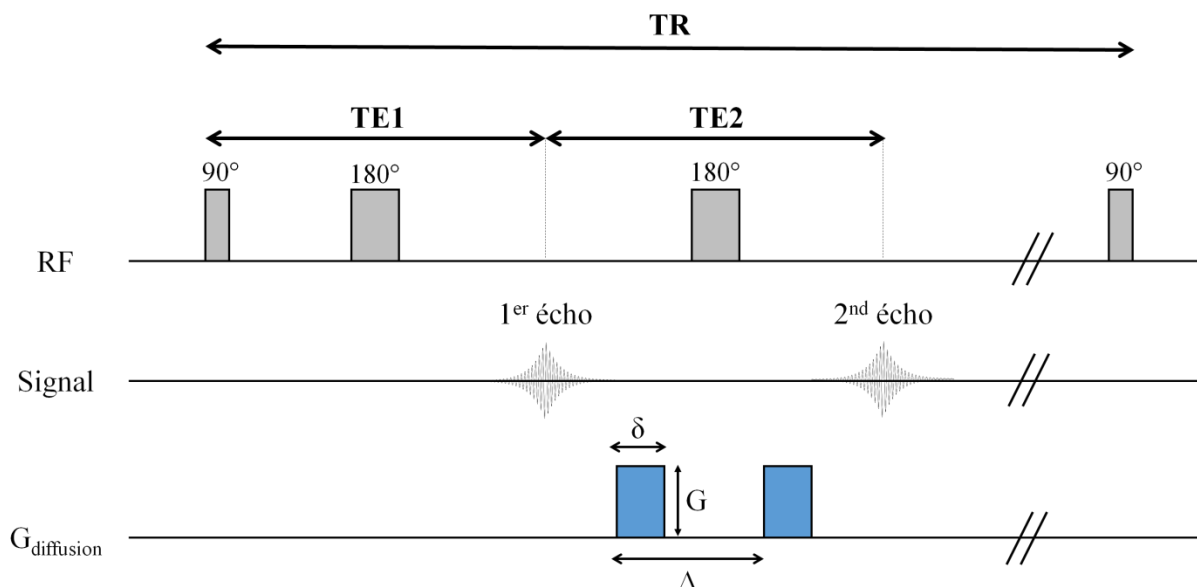 TR
TE1 TE2
90° 180° 180° 90°
RF
1er écho 2nd écho
Signal
δ
G
Gdiffusion
Δ